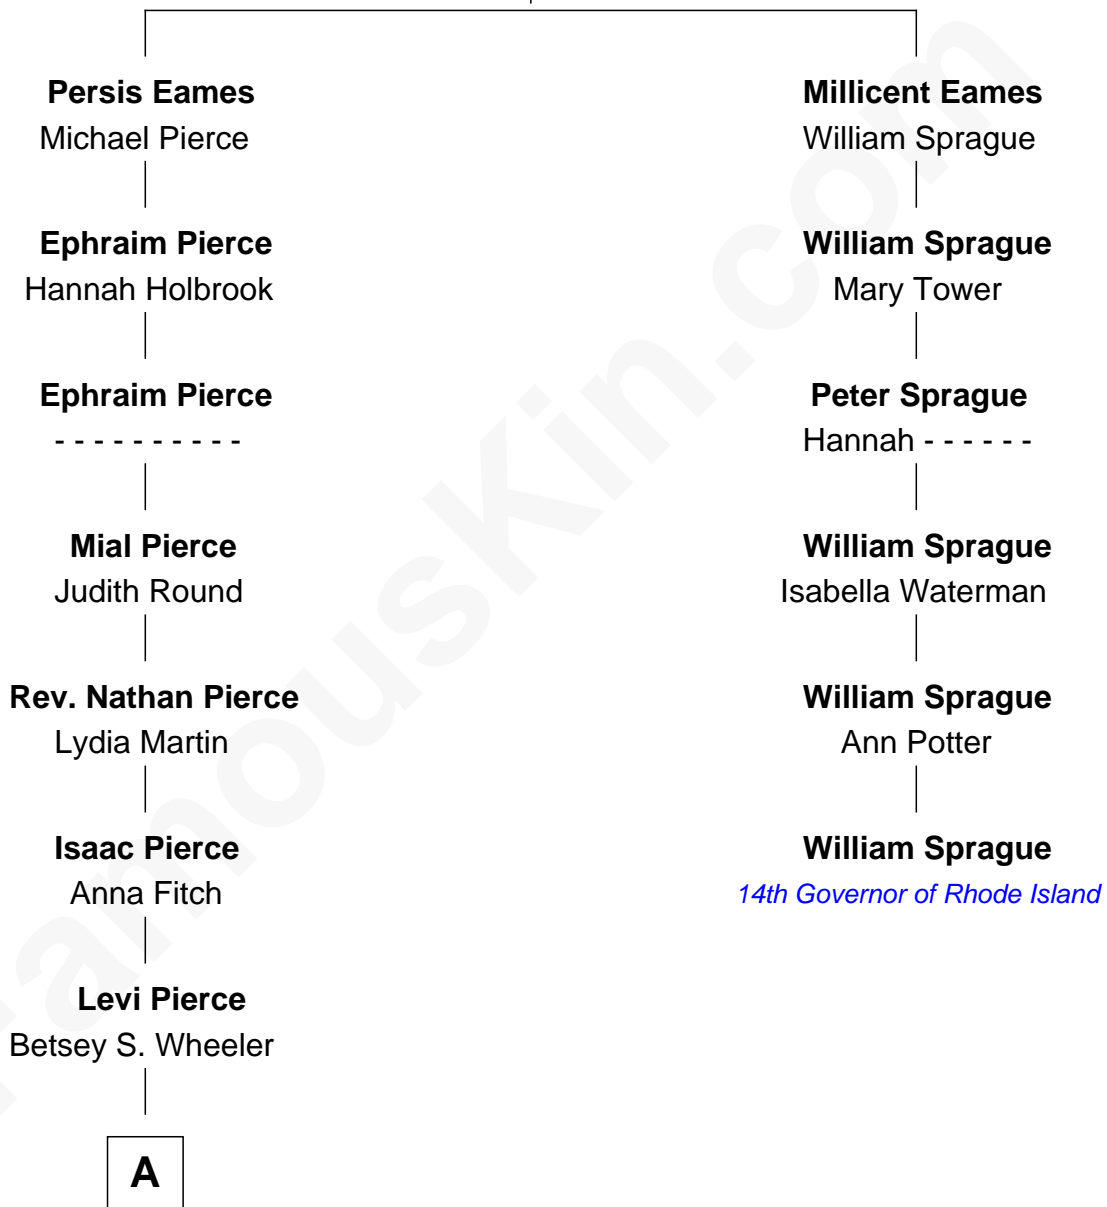 Persis Eames
Michael Pierce
Ephraim Pierce
Hannah Holbrook
Ephraim Pierce
- - - - - - - - - -
Mial Pierce
Judith Round
Rev. Nathan Pierce
Lydia Martin
Isaac Pierce
Anna Fitch
Levi Pierce
Betsey S. Wheeler
A
Millicent Eames
William Sprague
William Sprague
Mary Tower
Peter Sprague
Hannah - - - - - -
William Sprague
Isabella Waterman
William Sprague
Ann Potter
William Sprague
14th Governor of Rhode Island
FamousKin.com